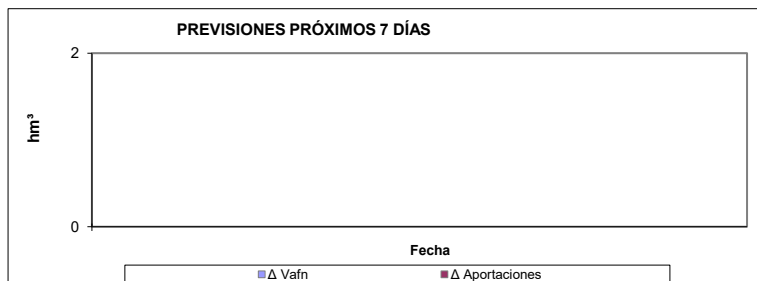 PREVISIONES PRÓXIMOS 7 DÍAS
2
hm³
0
Fecha
Δ Vafn Δ Aportaciones